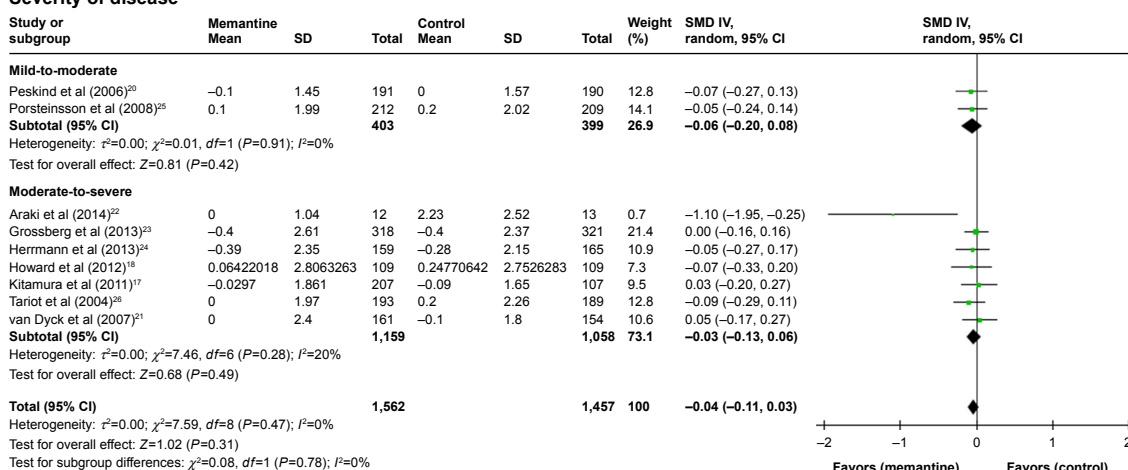 Severity of disease
Study or subgroup Memantine Mean SD Total Control Mean SD Total Weight (%) SMD IV, random, 95% CI SMD IV, random, 95% CI
Mild-to-moderate
Peskind et al (2006)20 –0.1 1.45 191 0 1.57 190 12.8 –0.07 (–0.27, 0.13)
Porsteinsson et al (2008)25 0.1 1.99 212 0.2 2.02 209 14.1 –0.05 (–0.24, 0.14)
Subtotal (95% CI) 403 399 26.9 –0.06 (–0.20, 0.08)
Heterogeneity: τ²=0.00; χ²=0.01, df=1 (P=0.91); I²=0%
Test for overall effect: Z=0.81 (P=0.42)
Moderate-to-severe
Araki et al (2014)22 0 1.04 12 2.23 2.52 13 0.7 –1.10 (–1.95, –0.25)
Grossberg et al (2013)23 –0.4 2.61 318 –0.4 2.37 321 21.4 0.00 (–0.16, 0.16)
Herrmann et al (2013)24 –0.39 2.35 159 –0.28 2.15 165 10.9 –0.05 (–0.27, 0.17)
Howard et al (2012)18 0.06422018 2.8063263 109 0.24770642 2.7526283 109 7.3 –0.07 (–0.33, 0.20)
Kitamura et al (2011)17 –0.0297 1.861 207 –0.09 1.65 107 9.5 0.03 (–0.20, 0.27)
Tariot et al (2004)26 0 1.97 193 0.2 2.26 189 12.8 –0.09 (–0.29, 0.11)
van Dyck et al (2007)21 0 2.4 161 –0.1 1.8 154 10.6 0.05 (–0.17, 0.27)
Subtotal (95% CI) 1,159 1,058 73.1 –0.03 (–0.13, 0.06)
Heterogeneity: τ²=0.00; χ²=7.46, df=6 (P=0.28); I²=20%
Test for overall effect: Z=0.68 (P=0.49)
Total (95% CI) 1,562 1,457 100 –0.04 (–0.11, 0.03)
Heterogeneity: τ²=0.00; χ²=7.59, df=8 (P=0.47); I²=0%
Test for overall effect: Z=1.02 (P=0.31)
Test for subgroup differences: χ²=0.08, df=1 (P=0.78); I²=0%
–2 –1 0 1 2
Favors (memantine) Favors (control)